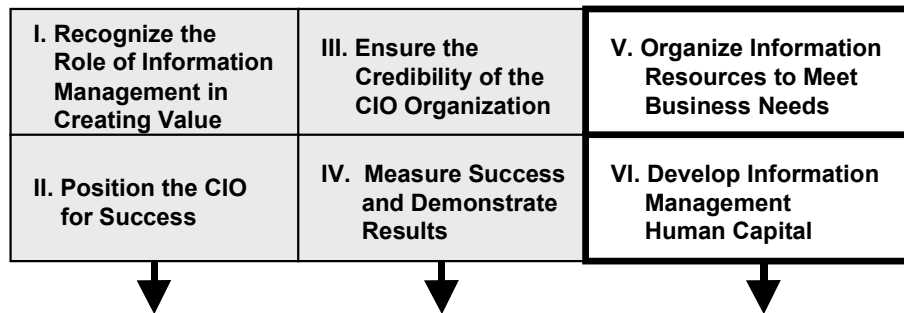 I. Recognize the
Role of Information
Management in
Creating Value
II. Position the CIO
for Success
III. Ensure the
Credibility of the
CIO Organization
IV. Measure Success
and Demonstrate
Results
V. Organize Information
Resources to Meet
Business Needs
VI. Develop Information
Management
Human Capital